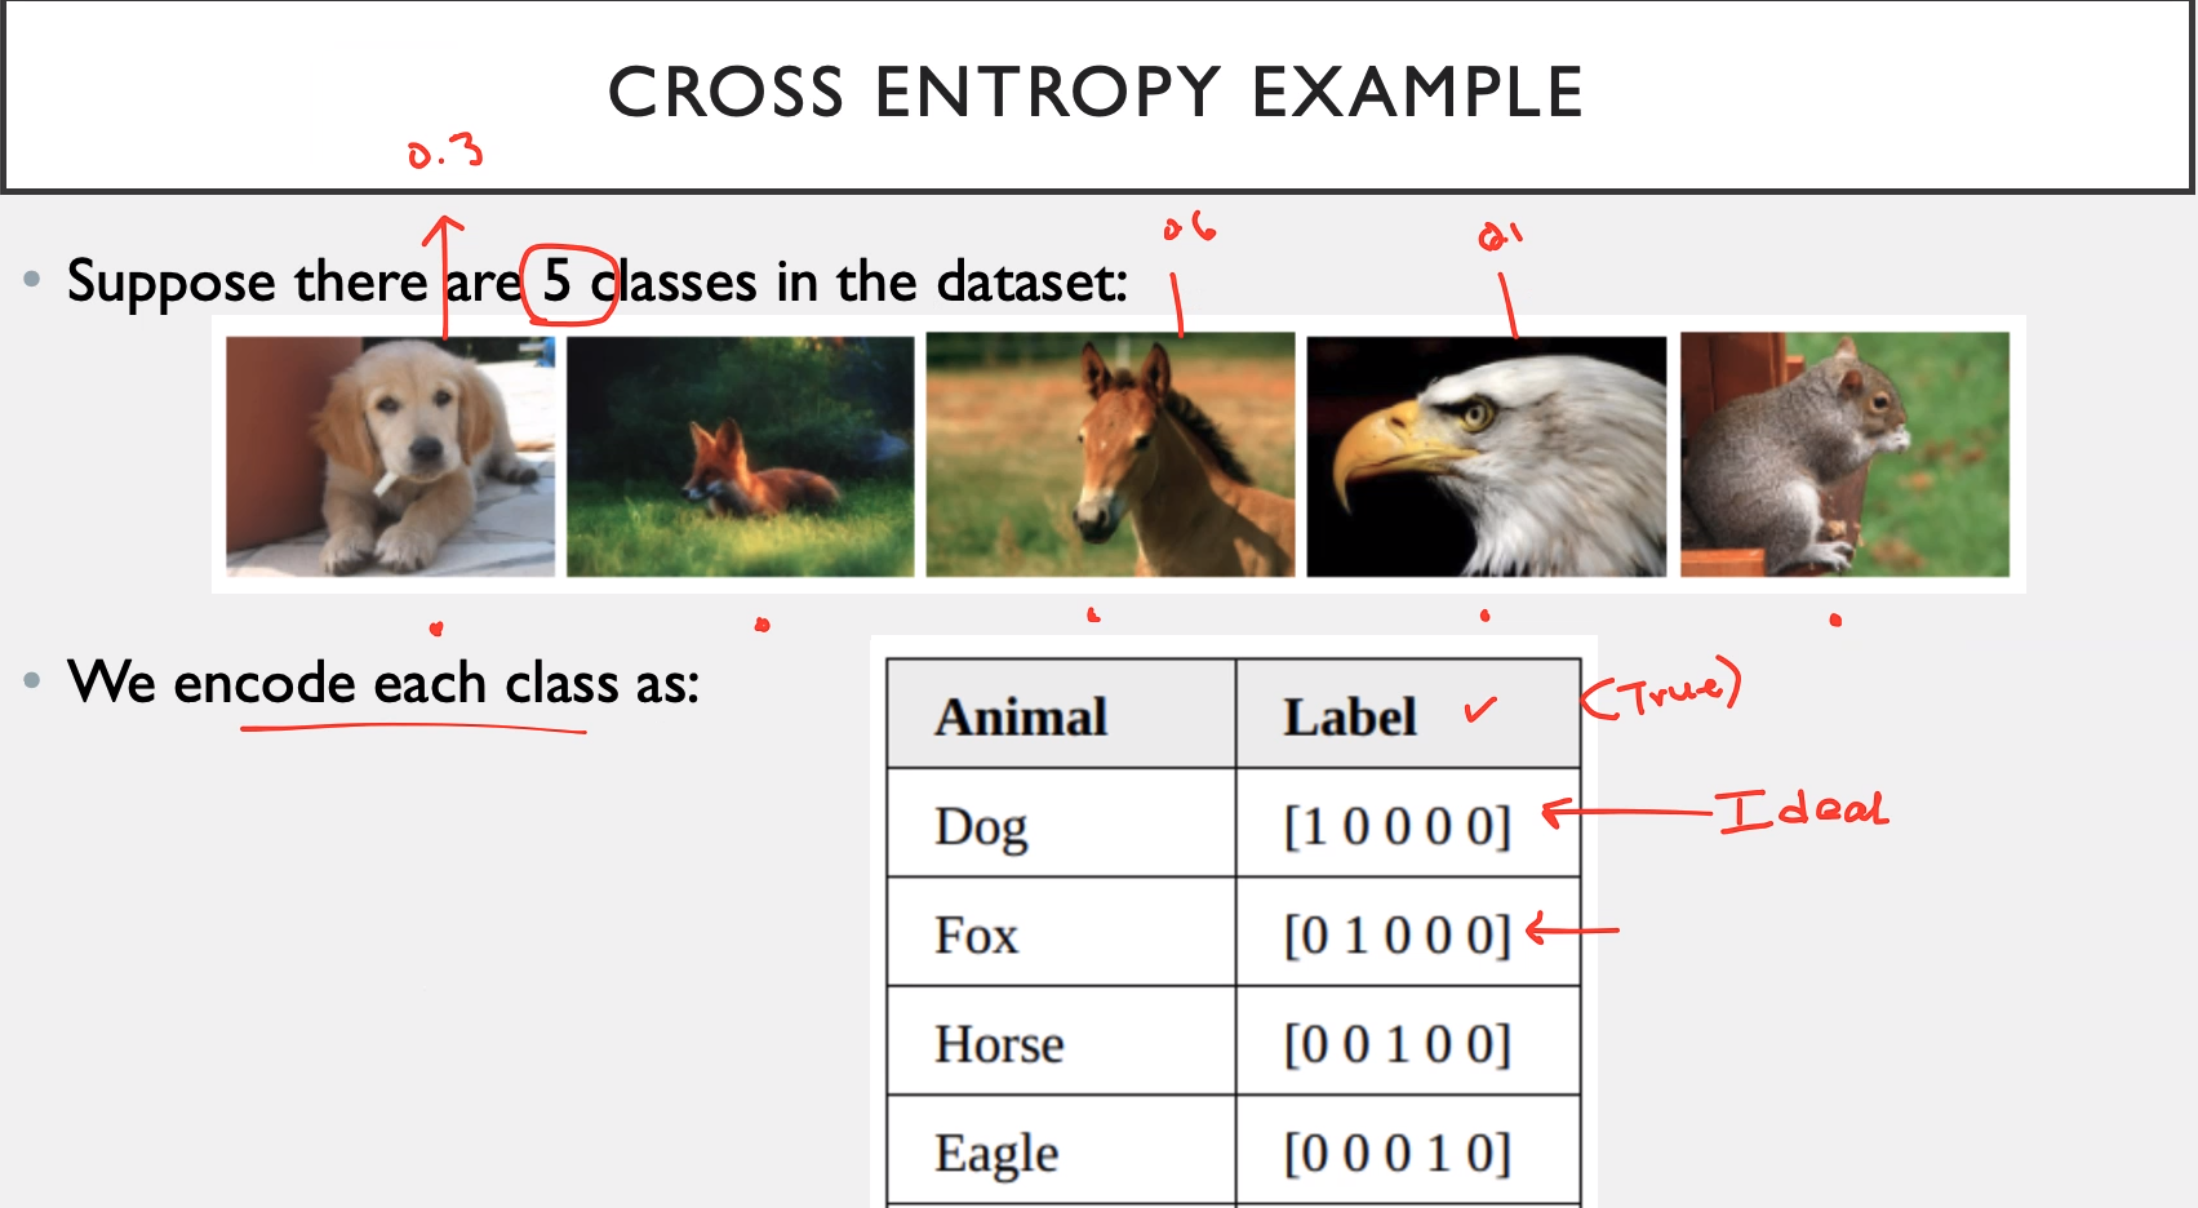 CROSS ENTROPY EXAMPLE
0.3
• Suppose there are 5 classes in the dataset:
0.6
0.1
• We encode each class as:
Animal Label ✓ (True)
Dog [1 0 0 0 0] ← Ideal
Fox [0 1 0 0 0] ←
Horse [0 0 1 0 0]
Eagle [0 0 0 1 0]